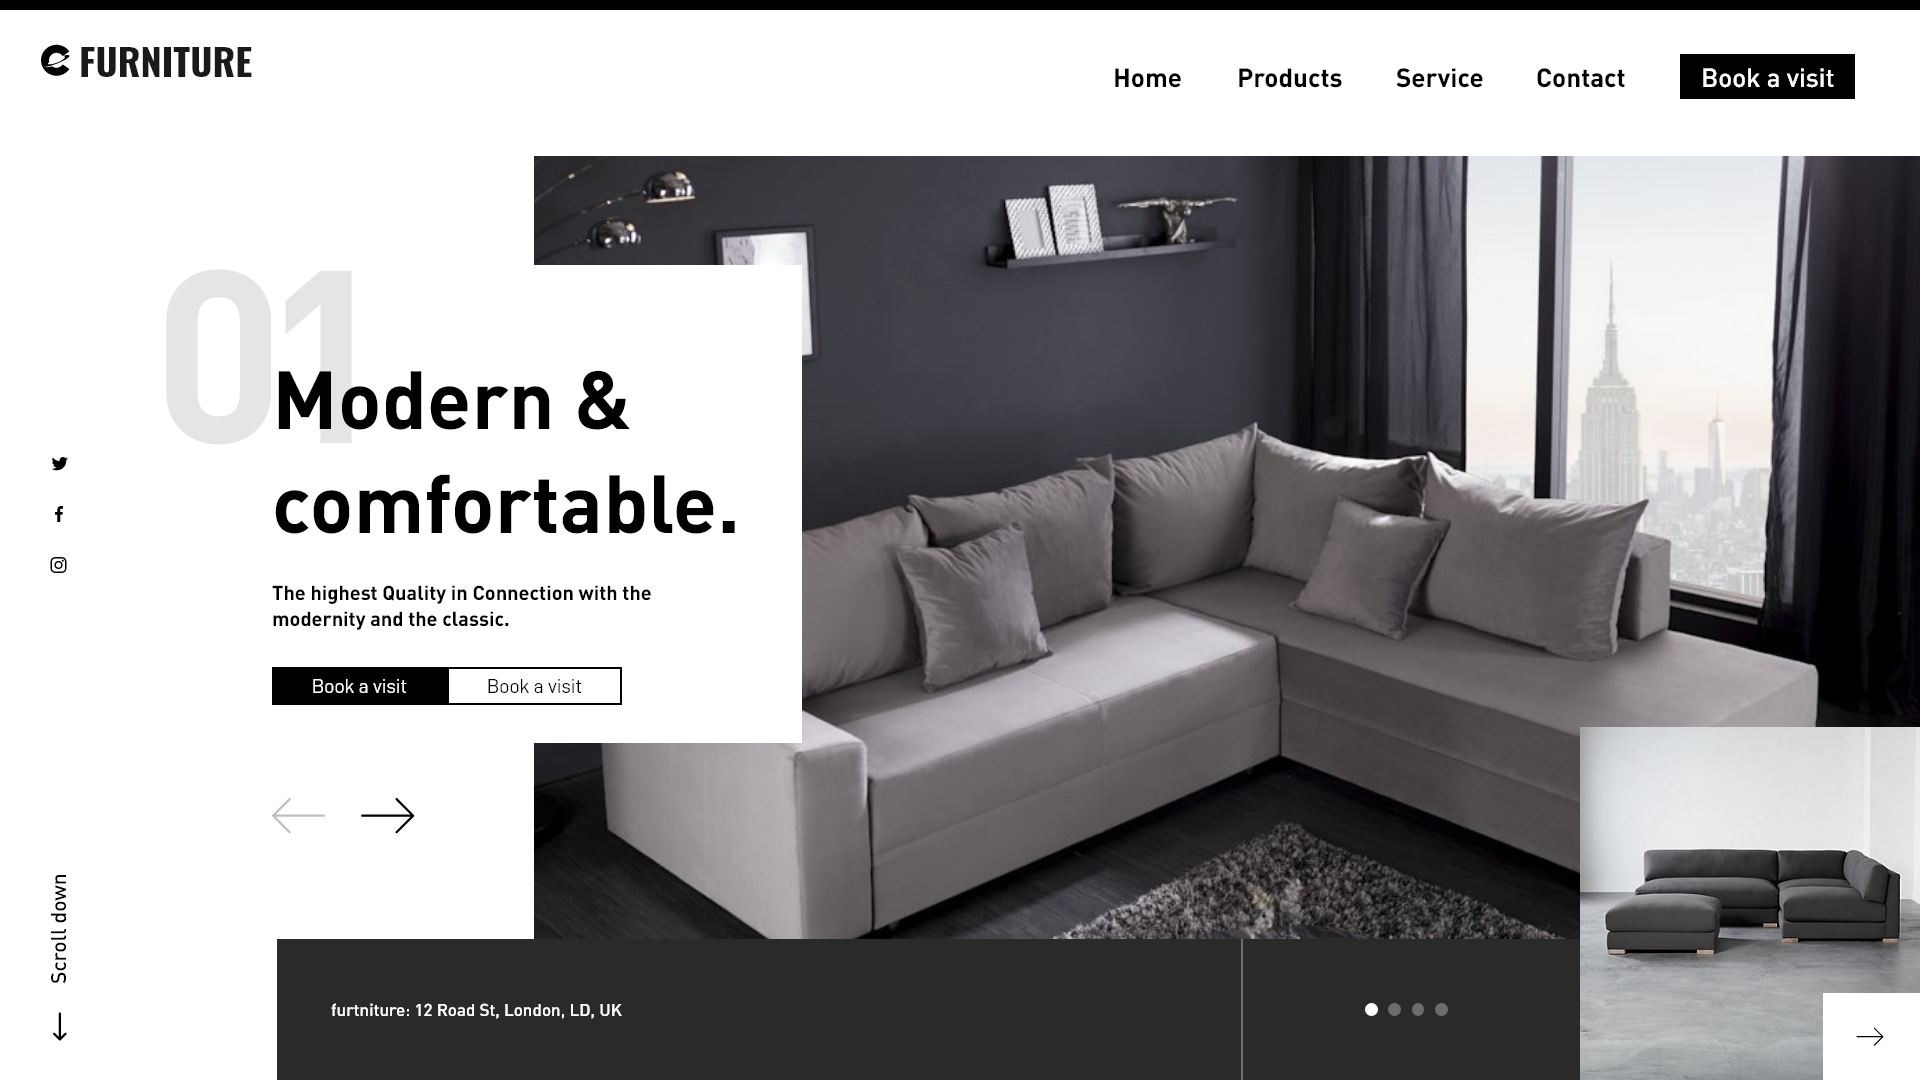 FURNITURE
Home Products Service Contact Book a visit
01
Modern &
comfortable.
The highest Quality in Connection with the
modernity and the classic.
Book a visit Book a visit
Scroll down
furtniture: 12 Road St, London, LD, UK